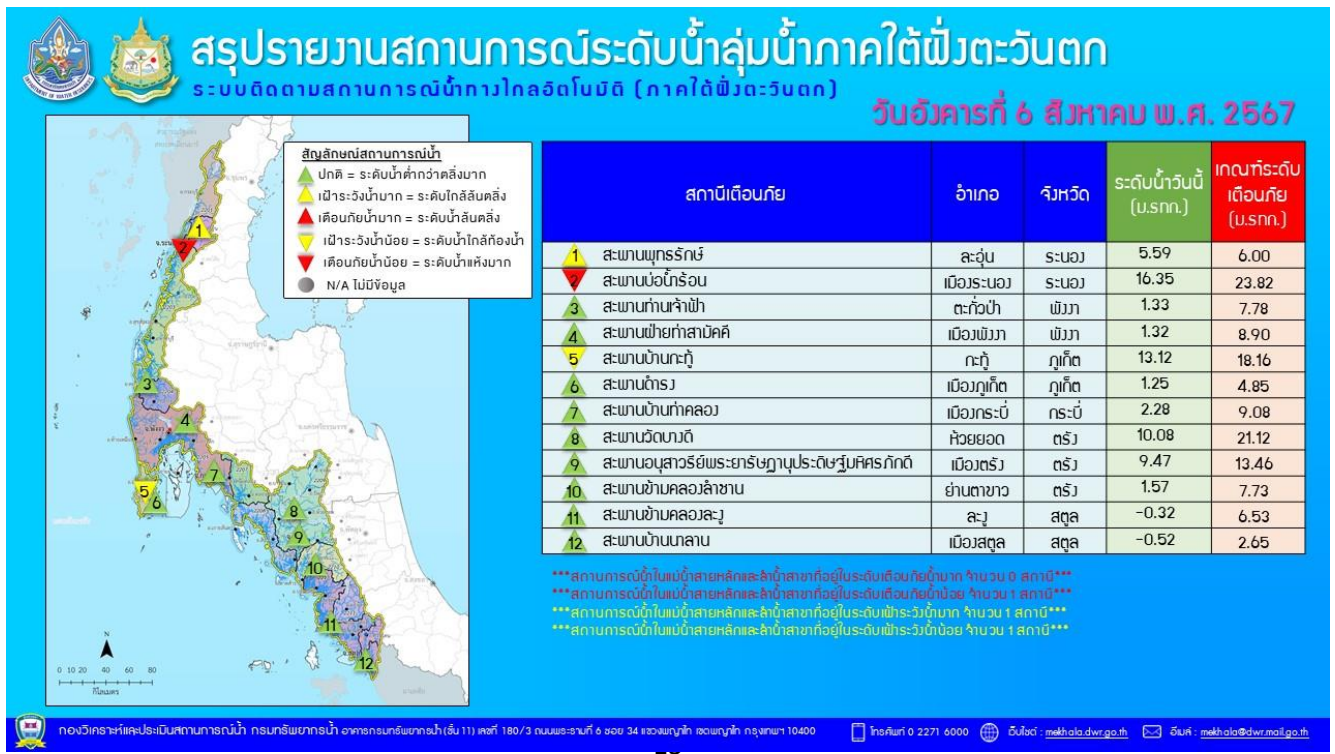 สรุปรายงานสถานการณ์ระดับน้ำลุ่มน้ำภาคใต้ฝั่งตะวันตก
ระบบติดตามสถานการณ์น้ำทางไกลอัตโนมัติ (ภาคใต้ฝั่งตะวันตก)
วันอังคารที่ 6 สิงหาคม พ.ศ. 2567
สัญลักษณ์สถานการณ์น้ำ
ปกติ = ระดับน้ำต่ำกว่าตลิ่งมาก
เฝ้าระวังน้ำมาก = ระดับใกล้ล้นตลิ่ง
เตือนภัยน้ำมาก = ระดับน้ำล้นตลิ่ง
เฝ้าระวังน้ำน้อย = ระดับน้ำใกล้ท้องน้ำ
เตือนภัยน้ำน้อย = ระดับน้ำแห้งมาก
N/A ไม่มีข้อมูล
1
2
3
4
5
6
7
8
9
10
11
12
N
0 10 20 40 60 80
กิโลเมตร
สถานีเตือนภัย อำเภอ จังหวัด ระดับน้ำวันนี้ (ม.รทก.) เกณฑ์ระดับเตือนภัย (ม.รทก.)
1 สะพานพุทธรักษ์ ละอุ่น ระนอง 5.59 6.00
2 สะพานบ่อน้ำร้อน เมืองระนอง ระนอง 16.35 23.82
3 สะพานท่านเจ้าฟ้า ตะกั่วป่า พังงา 1.33 7.78
4 สะพานฝ่ายท่าสามัคคี เมืองพังงา พังงา 1.32 8.90
5 สะพานบ้านกะทู้ กะทู้ ภูเก็ต 13.12 18.16
6 สะพานดำรง เมืองภูเก็ต ภูเก็ต 1.25 4.85
7 สะพานบ้านท่าคลอง เมืองกระบี่ กระบี่ 2.28 9.08
8 สะพานวัดบางดี ห้วยยอด ตรัง 10.08 21.12
9 สะพานอนุสาวรีย์พระยารัษฎานุประดิษฐ์มหิศรภักดี เมืองตรัง ตรัง 9.47 13.46
10 สะพานข้ามคลองลำชาน ย่านตาขาว ตรัง 1.57 7.73
11 สะพานข้ามคลองละงู ละงู สตูล -0.32 6.53
12 สะพานบ้านนาลาน เมืองสตูล สตูล -0.52 2.65
***สถานการณ์น้ำในแม่น้ำสายหลักและลำน้ำสาขาที่อยู่ในระดับเตือนภัยน้ำมาก จำนวน 0 สถานี***
***สถานการณ์น้ำในแม่น้ำสายหลักและลำน้ำสาขาที่อยู่ในระดับเตือนภัยน้ำน้อย จำนวน 1 สถานี***
***สถานการณ์น้ำในแม่น้ำสายหลักและลำน้ำสาขาที่อยู่ในระดับเฝ้าระวังน้ำมาก จำนวน 1 สถานี***
***สถานการณ์น้ำในแม่น้ำสายหลักและลำน้ำสาขาที่อยู่ในระดับเฝ้าระวังน้ำน้อย จำนวน 1 สถานี***
กองวิเคราะห์และประเมินสถานการณ์น้ำ กรมทรัพยากรน้ำ อาคารกรมทรัพยากรน้ำ (ชั้น 11) เลขที่ 180/3 ถนนพระรามที่ 6 ซอย 34 แขวงพญาไท เขตพญาไท กรุงเทพฯ 10400 โทรศัพท์ 0 2271 6000 เว็บไซต์ : mekhala.dwr.go.th อีเมล์ : mekhala@dwr.mail.go.th